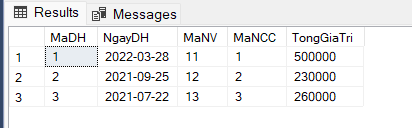 Results Messages
MaDH NgayDH MaNV MaNCC TongGiaTri
1 1 2022-03-28 11 1 500000
2 2 2021-09-25 12 2 230000
3 3 2021-07-22 13 3 260000